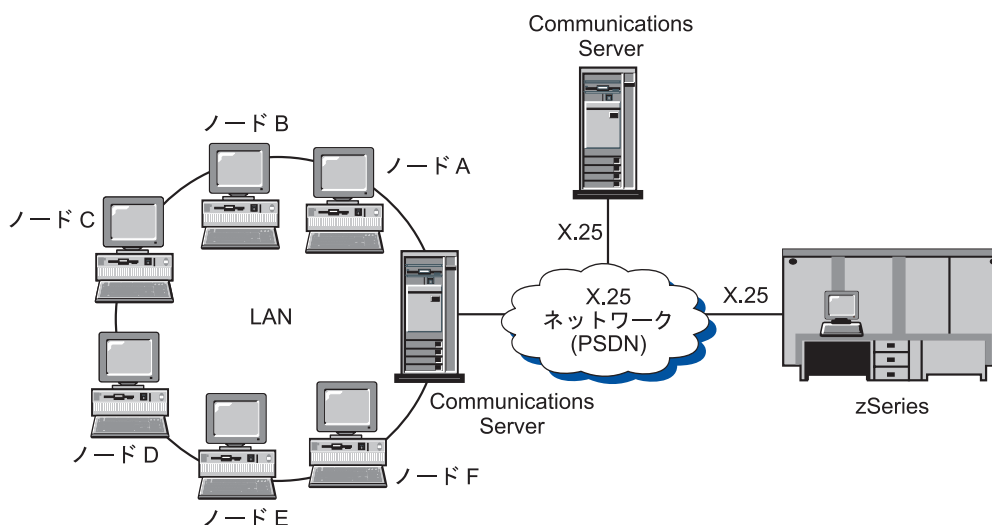 Communications
Server
ノード B
ノード A
ノード C
X.25
X.25
ネットワーク
(PSDN)
X.25
LAN
Communications
Server
zSeries
ノード D
ノード F
ノード E